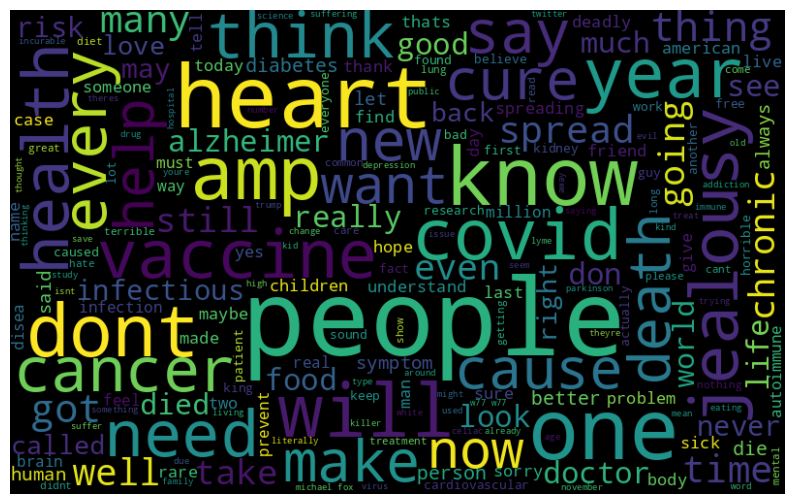 risk
many
love
tell
science
suffering
think
twitter
thats
good
say
deadly
much
thing
american
incurable
diet
may
today
diabetes
thank
found
lung
believe
cure
year
see
come
live
theres
someone
let
everyone
back
spreading
read
public
work
free
case
drug
hospital
heart
find
day
spread
another
always
health
every
help
great
number
alzheimer
must
youre
common
new
bad
first
kidney
friend
evil
old
thought
lot
way
depression
amp
want
know
away
guy
saying
going
addiction
jealousy
chronic
name
thinking
terrible
trump
still
really
research
million
long
treat
immune
kind
caused
save
change
care
covid
lyme
issue
death
don
give
cant
horrible
hate
yes
kid
hope
please
vaccine
fact
even
seem
right
trying
study
isnt
high
parkinson
actually
said
infectious
children
understand
last
world
life
autoimmune
disea
infection
maybe
dont
made
patient
sound
show
people
getting
theyre
nothing
real
symptom
cancer
feel
king
food
man
cause
sure
better
problem
mean
eating
got
something
died
two
type
keep
around
might
w77 w77
look
never
suffer
living
will
killer
white
used
celiac
already
age
sick
die
called
prevent
literally
treatment
person
sorry
doctor
body
time
mental
human
brain
need
well
didnt
rare
due
family
take
make
michael fox
virus
now
cardiovascular
november
one
word